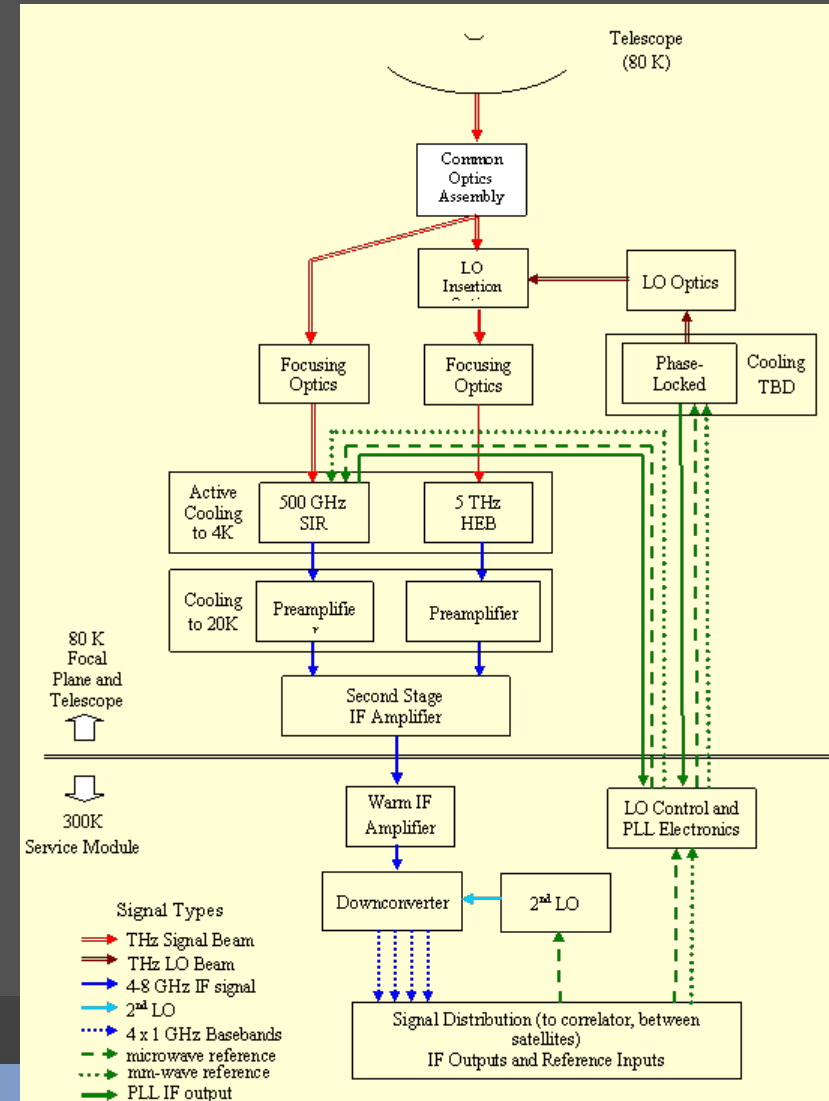 Telescope
(80 K)
Common
Optics
Assembly
LO
Insertion
LO Optics
Focusing
Optics
Focusing
Optics
Phase-
Locked
Cooling
TBD
Active
Cooling
to 4K
500 GHz
SIR
5 THz
HEB
Cooling
to 20K
Preamplifie
r
Preamplifier
80 K
Focal
Plane and
Telescope
Second Stage
IF Amplifier
300K
Service Module
Warm IF
Amplifier
LO Control and
PLL Electronics
Downconverter
2nd LO
Signal Types
THz Signal Beam
THz LO Beam
4-8 GHz IF signal
2nd LO
4 x 1 GHz Basebands
microwave reference
mm-wave reference
PLL IF output
Signal Distribution (to correlator, between
satellites)
IF Outputs and Reference Inputs